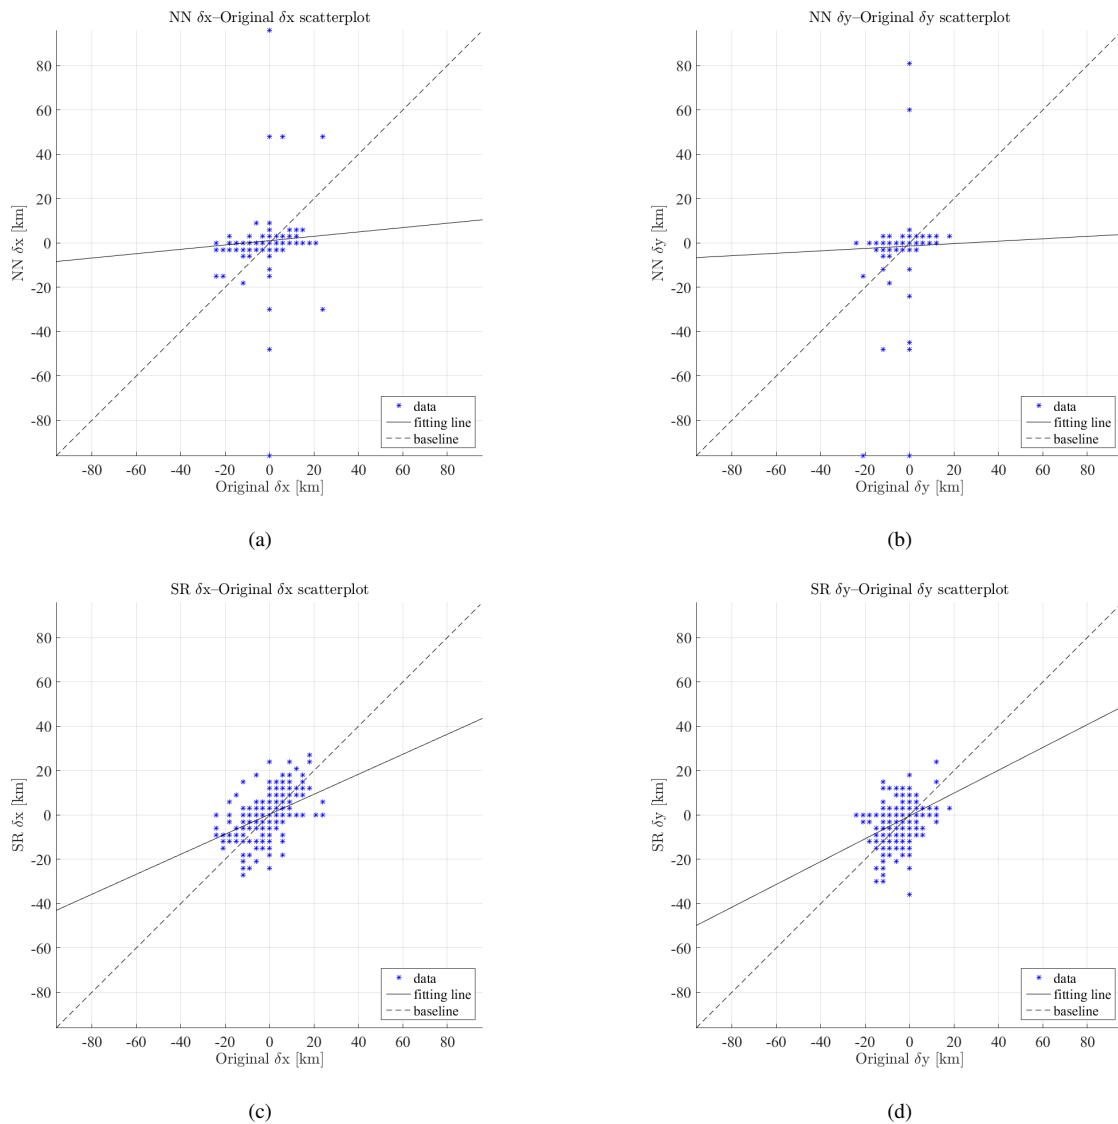 NN δx–Original δx scatterplot
80
60
40
20
0
-20
-40
-60
-80
NN δx [km]
data
fitting line
baseline
-80 -60 -40 -20 0 20 40 60 80
Original δx [km]
(a)
NN δy–Original δy scatterplot
80
60
40
20
0
-20
-40
-60
-80
NN δy [km]
data
fitting line
baseline
-80 -60 -40 -20 0 20 40 60 80
Original δy [km]
(b)
SR δx–Original δx scatterplot
80
60
40
20
0
-20
-40
-60
-80
SR δx [km]
data
fitting line
baseline
-80 -60 -40 -20 0 20 40 60 80
Original δx [km]
(c)
SR δy–Original δy scatterplot
80
60
40
20
0
-20
-40
-60
-80
SR δy [km]
data
fitting line
baseline
-80 -60 -40 -20 0 20 40 60 80
Original δy [km]
(d)